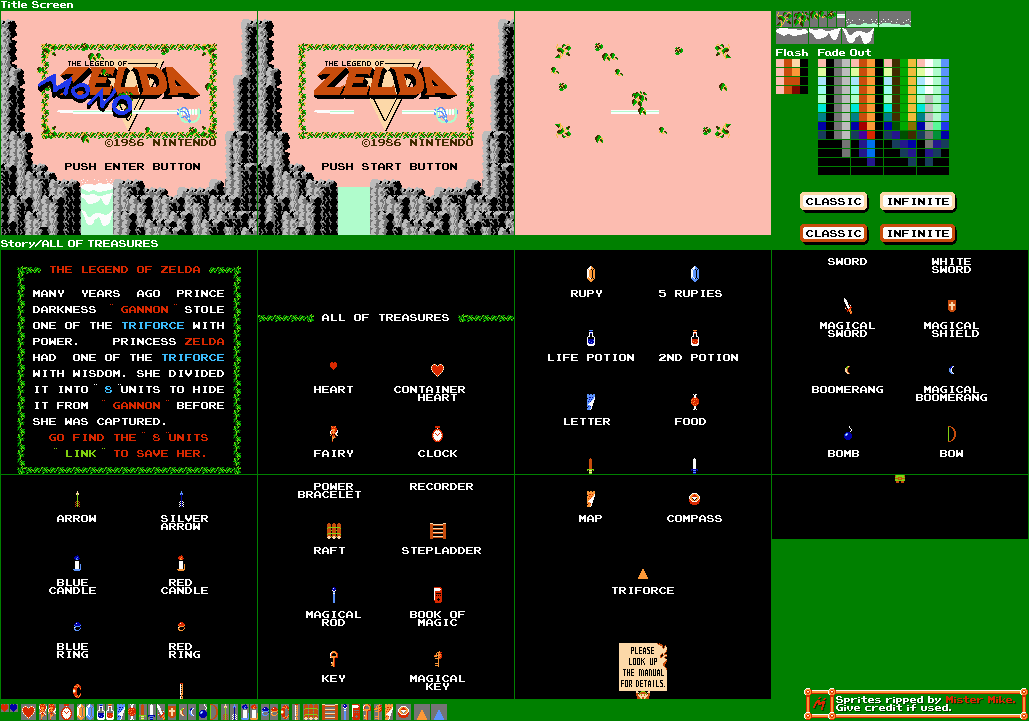 Title Screen
THE LEGEND OF
ZELDA
MONO
©1986 NINTENDO
PUSH ENTER BUTTON
THE LEGEND OF
ZELDA
©1986 NINTENDO
PUSH START BUTTON
Flash Fade Out
CLASSIC INFINITE
CLASSIC INFINITE
Story/ALL OF TREASURES
THE LEGEND OF ZELDA
MANY YEARS AGO PRINCE
DARKNESS "GANNON" STOLE
ONE OF THE TRIFORCE WITH
POWER. PRINCESS ZELDA
HAD ONE OF THE TRIFORCE
WITH WISDOM. SHE DIVIDED
IT INTO "8"UNITS TO HIDE
IT FROM "GANNON" BEFORE
SHE WAS CAPTURED.
GO FIND THE "8"UNITS
"LINK" TO SAVE HER.
ALL OF TREASURES
HEART
CONTAINER
HEART
FAIRY
CLOCK
RUPY
5 RUPIES
LIFE POTION
2ND POTION
LETTER
FOOD
SWORD
WHITE
SWORD
MAGICAL
SWORD
MAGICAL
SHIELD
BOOMERANG
MAGICAL
BOOMERANG
BOMB
BOW
ARROW
SILVER
ARROW
BLUE
CANDLE
RED
CANDLE
BLUE
RING
RED
RING
POWER
BRACELET
RECORDER
RAFT
STEPLADDER
MAGICAL
ROD
BOOK OF
MAGIC
KEY
MAGICAL
KEY
MAP
COMPASS
TRIFORCE
PLEASE
LOOK UP
THE MANUAL
FOR DETAILS.
M
Sprites ripped by Mister Mike.
Give credit if used.